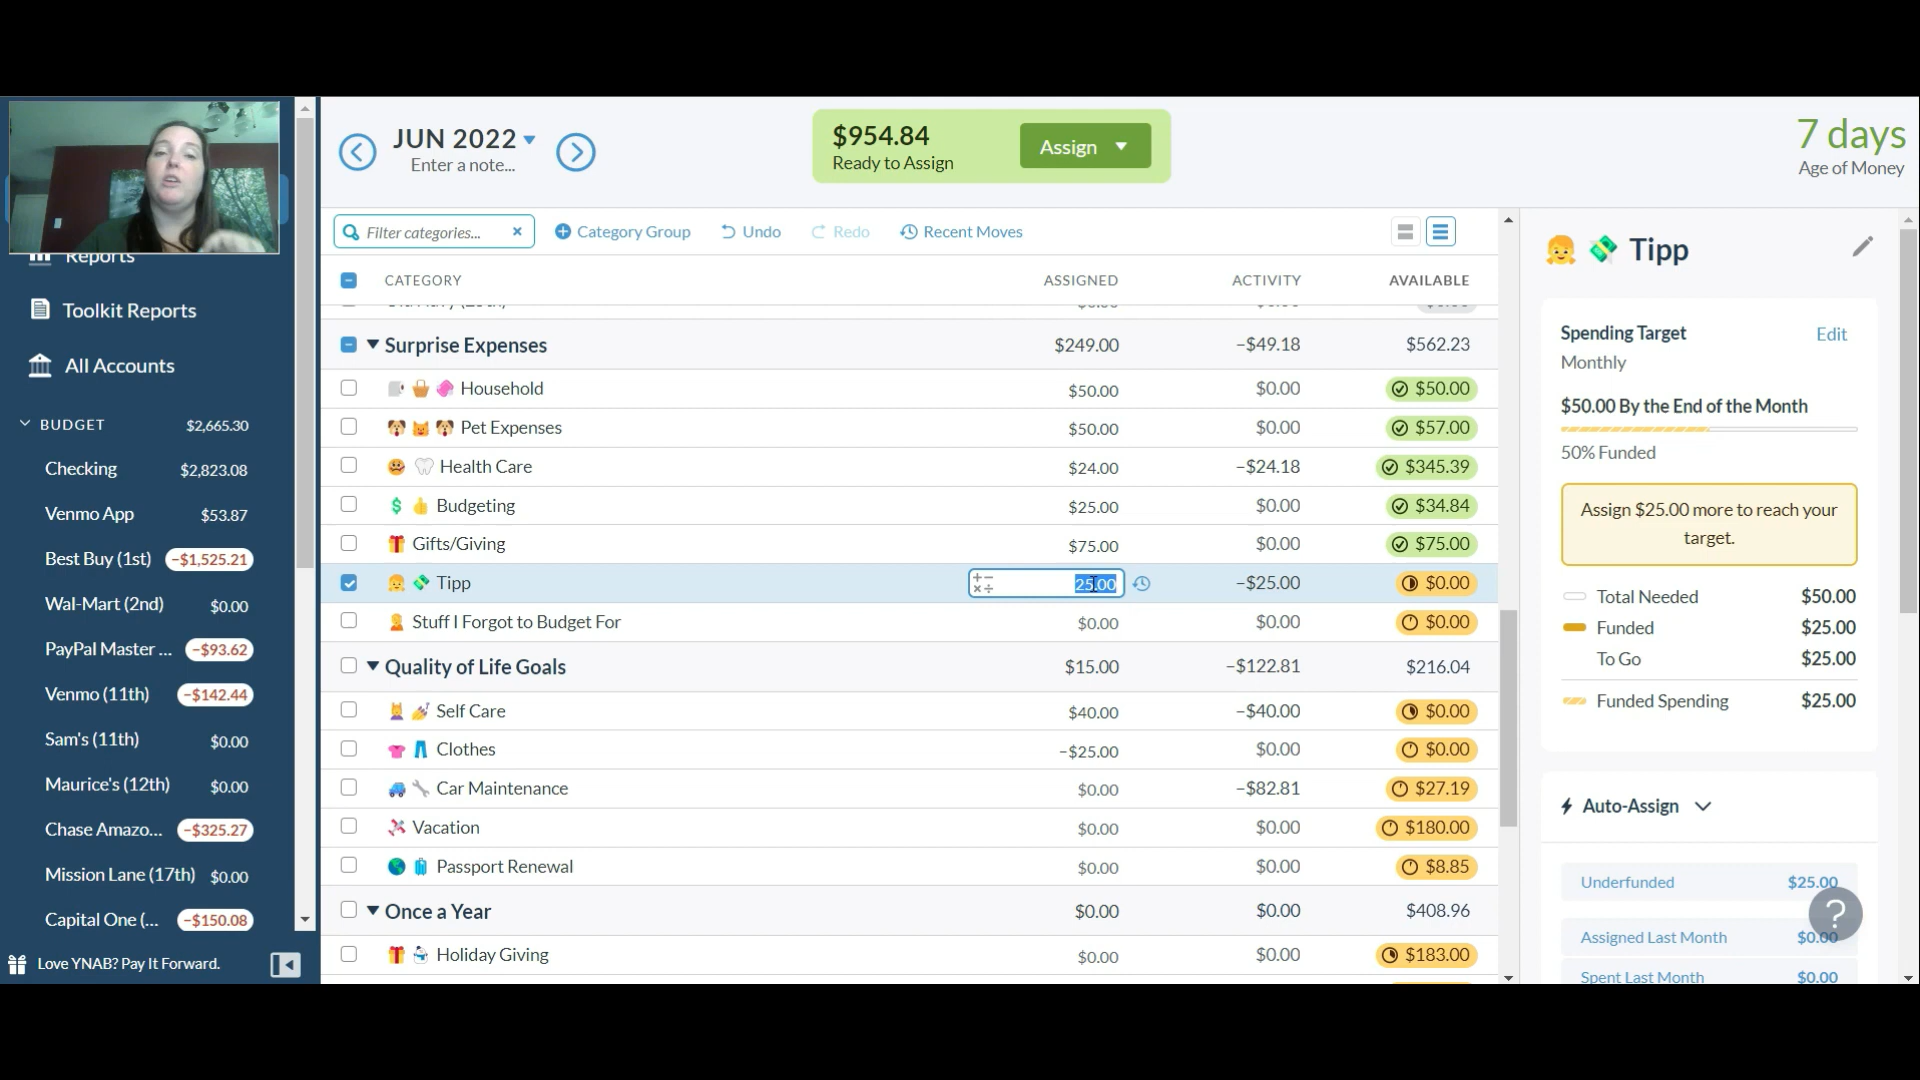 Reports
Toolkit Reports
All Accounts
BUDGET $2,665.30
Checking $2,823.08
Venmo App $53.87
Best Buy (1st) −$1,525.21
Wal-Mart (2nd) $0.00
PayPal Master ... −$93.62
Venmo (11th) −$142.44
Sam's (11th) $0.00
Maurice's (12th) $0.00
Chase Amazo... −$325.27
Mission Lane (17th) $0.00
Capital One (... −$150.08
Love YNAB? Pay It Forward.
JUN 2022
Enter a note...
$954.84
Ready to Assign
Assign
7 days
Age of Money
Filter categories...
Category Group
Undo
Redo
Recent Moves
CATEGORY ASSIGNED ACTIVITY AVAILABLE
Surprise Expenses $249.00 −$49.18 $562.23
Household $50.00 $0.00 $50.00
Pet Expenses $50.00 $0.00 $57.00
Health Care $24.00 −$24.18 $345.39
Budgeting $25.00 $0.00 $34.84
Gifts/Giving $75.00 $0.00 $75.00
Tipp 25.00 −$25.00 $0.00
Stuff I Forgot to Budget For $0.00 $0.00 $0.00
Quality of Life Goals $15.00 −$122.81 $216.04
Self Care $40.00 −$40.00 $0.00
Clothes −$25.00 $0.00 $0.00
Car Maintenance $0.00 −$82.81 $27.19
Vacation $0.00 $0.00 $180.00
Passport Renewal $0.00 $0.00 $8.85
Once a Year $0.00 $0.00 $408.96
Holiday Giving $0.00 $0.00 $183.00
Tipp
Spending Target Edit
Monthly
$50.00 By the End of the Month
50% Funded
Assign $25.00 more to reach your
target.
Total Needed $50.00
Funded $25.00
To Go $25.00
Funded Spending $25.00
Auto-Assign
Underfunded $25.00
Assigned Last Month $0.00
Spent Last Month $0.00